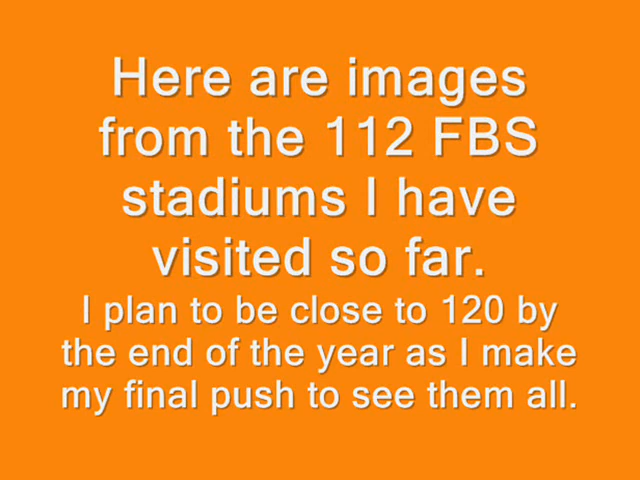 Here are images
from the 112 FBS
stadiums I have
visited so far.
I plan to be close to 120 by
the end of the year as I make
my final push to see them all.